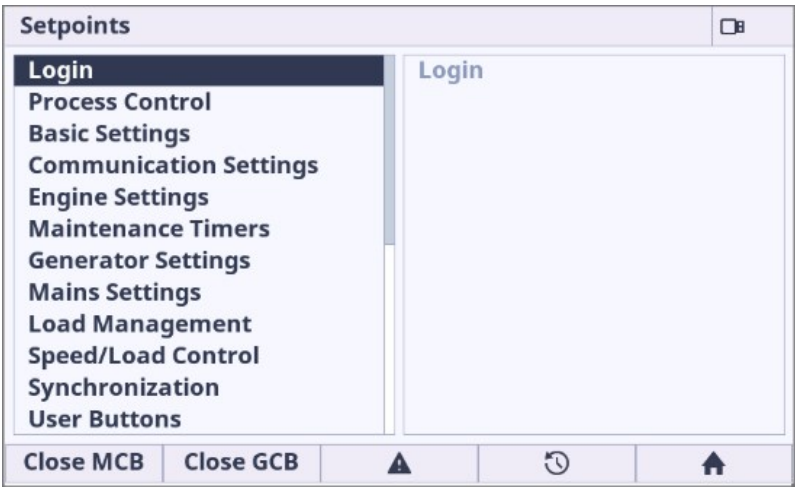 Setpoints
Login
Process Control
Basic Settings
Communication Settings
Engine Settings
Maintenance Timers
Generator Settings
Mains Settings
Load Management
Speed/Load Control
Synchronization
User Buttons
Login
Close MCB
Close GCB